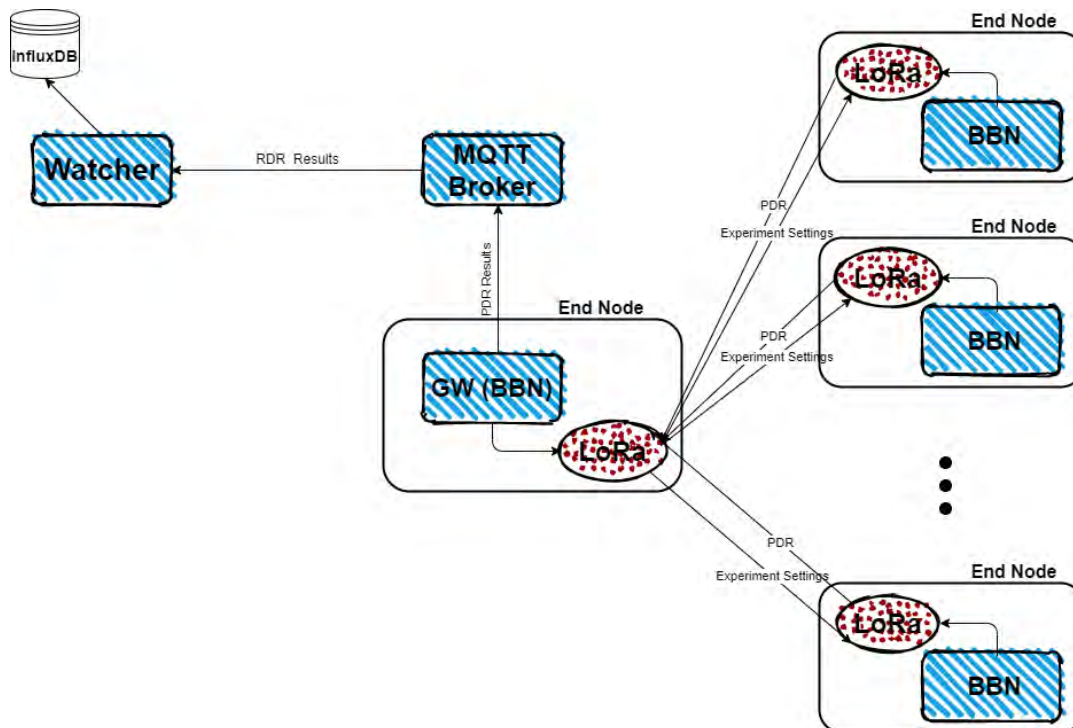 End Node
InfluxDB
LoRa
BBN
Watcher
RDR Results
MQTT
Broker
PDR
Experiment Settings
End Node
LoRa
BBN
PDR Results
End Node
GW (BBN)
LoRa
PDR
Experiment Settings
PDR
Experiment Settings
End Node
LoRa
BBN